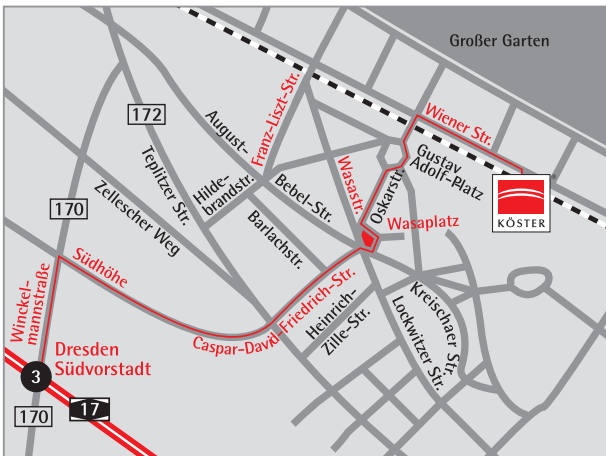 Großer Garten
Wiener Str.
Franz-Liszt-Str.
172
August-
Bebel-Str.
Gustav
Adolf-Platz
Teplitzer Str.
Hilde-
brandstr.
Wasastr.
Oskarstr.
KÖSTER
170
Zellescher Weg
Barlachstr.
Wasaplatz
Südhöhe
Winckel-
mannstraße
Caspar-David-Friedrich-Str.
Heinrich-
Zille-Str.
Lockwitzer Str.
Kreischaer Str.
Dresden
Südvorstadt
3
17
170